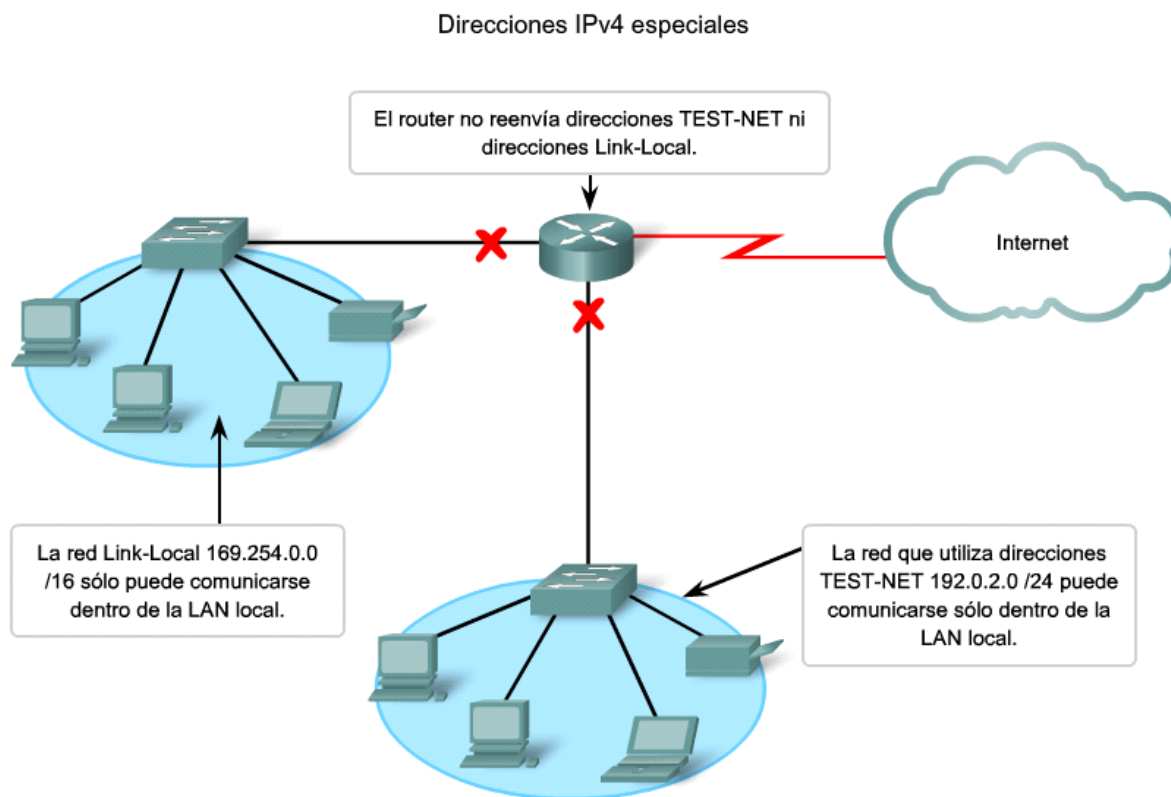 Direcciones IPv4 especiales
El router no reenvía direcciones TEST-NET ni
direcciones Link-Local.
Internet
La red Link-Local 169.254.0.0
/16 sólo puede comunicarse
dentro de la LAN local.
La red que utiliza direcciones
TEST-NET 192.0.2.0 /24 puede
comunicarse sólo dentro de la
LAN local.